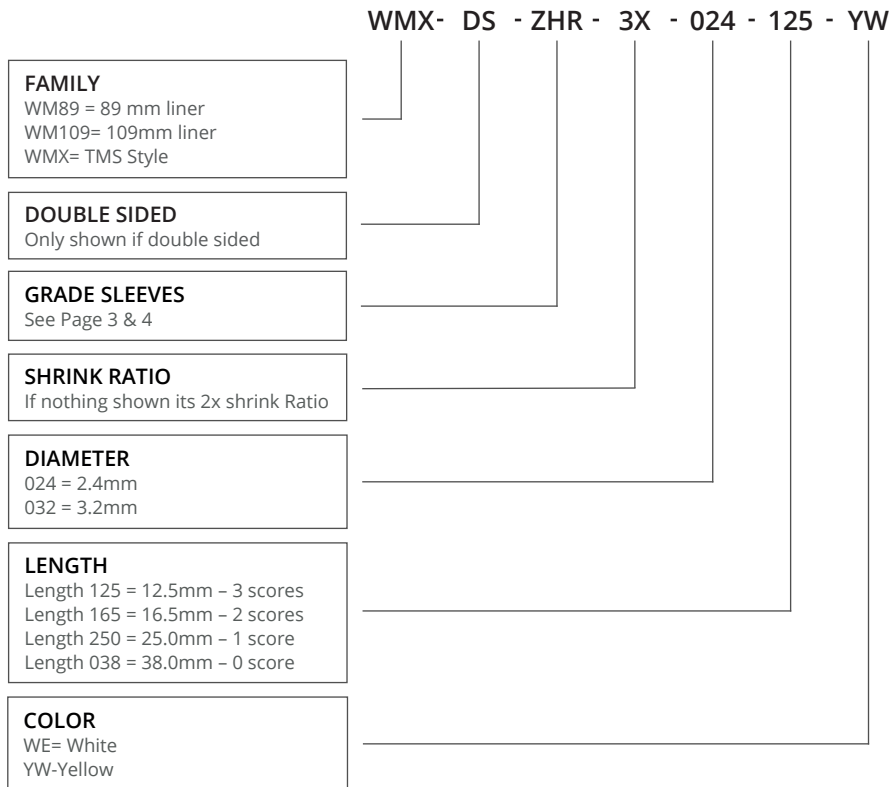 WMX- DS - ZHR - 3X - 024 - 125 - YW
FAMILY
WM89 = 89 mm liner
WM109= 109mm liner
WMX= TMS Style
DOUBLE SIDED
Only shown if double sided
GRADE SLEEVES
See Page 3 & 4
SHRINK RATIO
If nothing shown its 2x shrink Ratio
DIAMETER
024 = 2.4mm
032 = 3.2mm
LENGTH
Length 125 = 12.5mm – 3 scores
Length 165 = 16.5mm – 2 scores
Length 250 = 25.0mm – 1 score
Length 038 = 38.0mm – 0 score
COLOR
WE= White
YW-Yellow